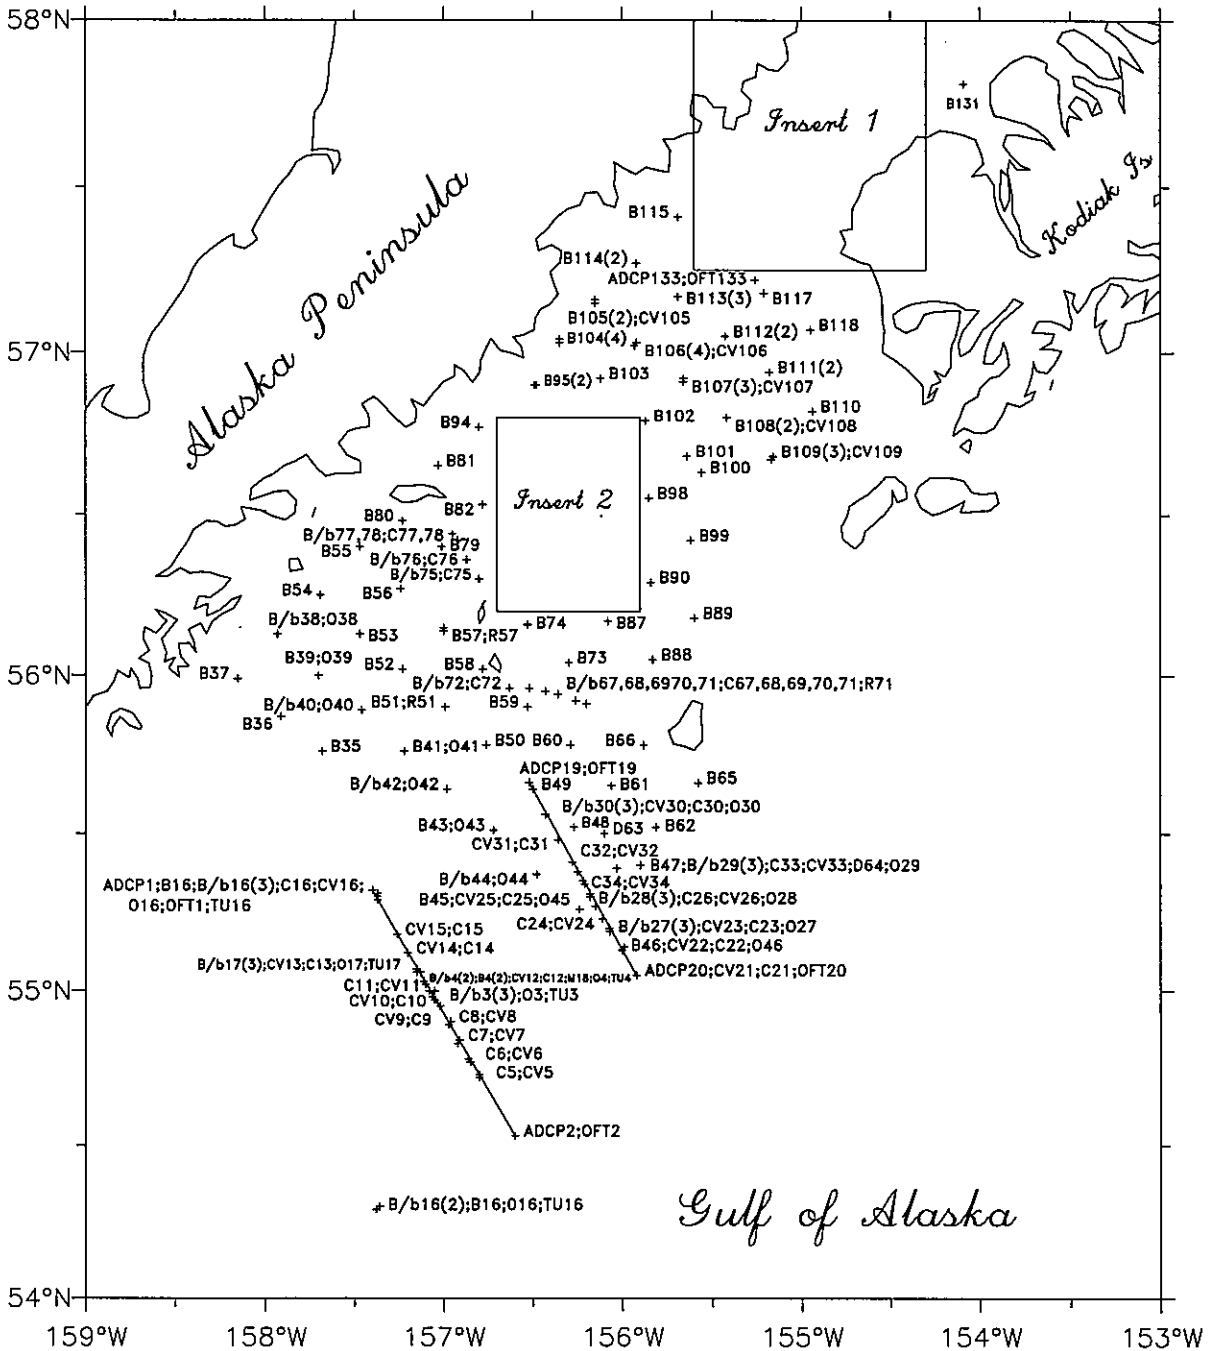 58°N
B131
Insert 1
Kodiak Is
Alaska Peninsula
B115
B114(2)
ADCP133;OFT133
B113(3)
B117
B105(2);CV105
B112(2)
B118
B104(4)
57°N
B106(4);CV106
B95(2)
B103
B111(2)
B107(3);CV107
B110
B94
B102
B108(2);CV108
B81
B101
B109(3);CV109
B100
Insert 2
B82
B98
B80
B/b77,78;C77,78
B99
B55
B79
B/b76;C76
B/b75;C75
B90
B54
B56
B/b38;O38
B74
B87
B89
B53
B57;R57
B39;O39
B52
B58
B73
B88
56°N
B37
B/b72;C72
B/b67,68,6970,71;C67,68,69,70,71;R71
B/b40;O40
B51;R51
B59
B36
B35
B41;O41
B50
B60
B66
ADCP19;OFT19
B/b42;O42
B49
B61
B65
B/b30(3);CV30;C30;O30
B43;O43
B48
D63
B62
CV31;C31
C32;CV32
B47;B/b29(3);C33,CV33;D64,O29
B/b44;O44
C34;CV34
ADCP1;B16;B/b16(3);C16;CV16;
O16;OFT1;TU16
B45;CV25;C25;O45
B/b28(3);C26;CV26;O28
C24;CV24
B/b27(3);CV23;C23;O27
CV15;C15
CV14;C14
B46;CV22;C22;O46
B/b17(3);CV13;C13;O17;TU17
ADCP20;CV21;C21;OFT20
C11;CV11
55°N
CV10;C10
B/b3(3);O3;TU3
CV9;C9
C8;CV8
C7;CV7
C6;CV6
C5;CV5
ADCP2;OFT2
B/b16(2);B16;O16;TU16
Gulf of Alaska
54°N
159°W
158°W
157°W
156°W
155°W
154°W
153°W